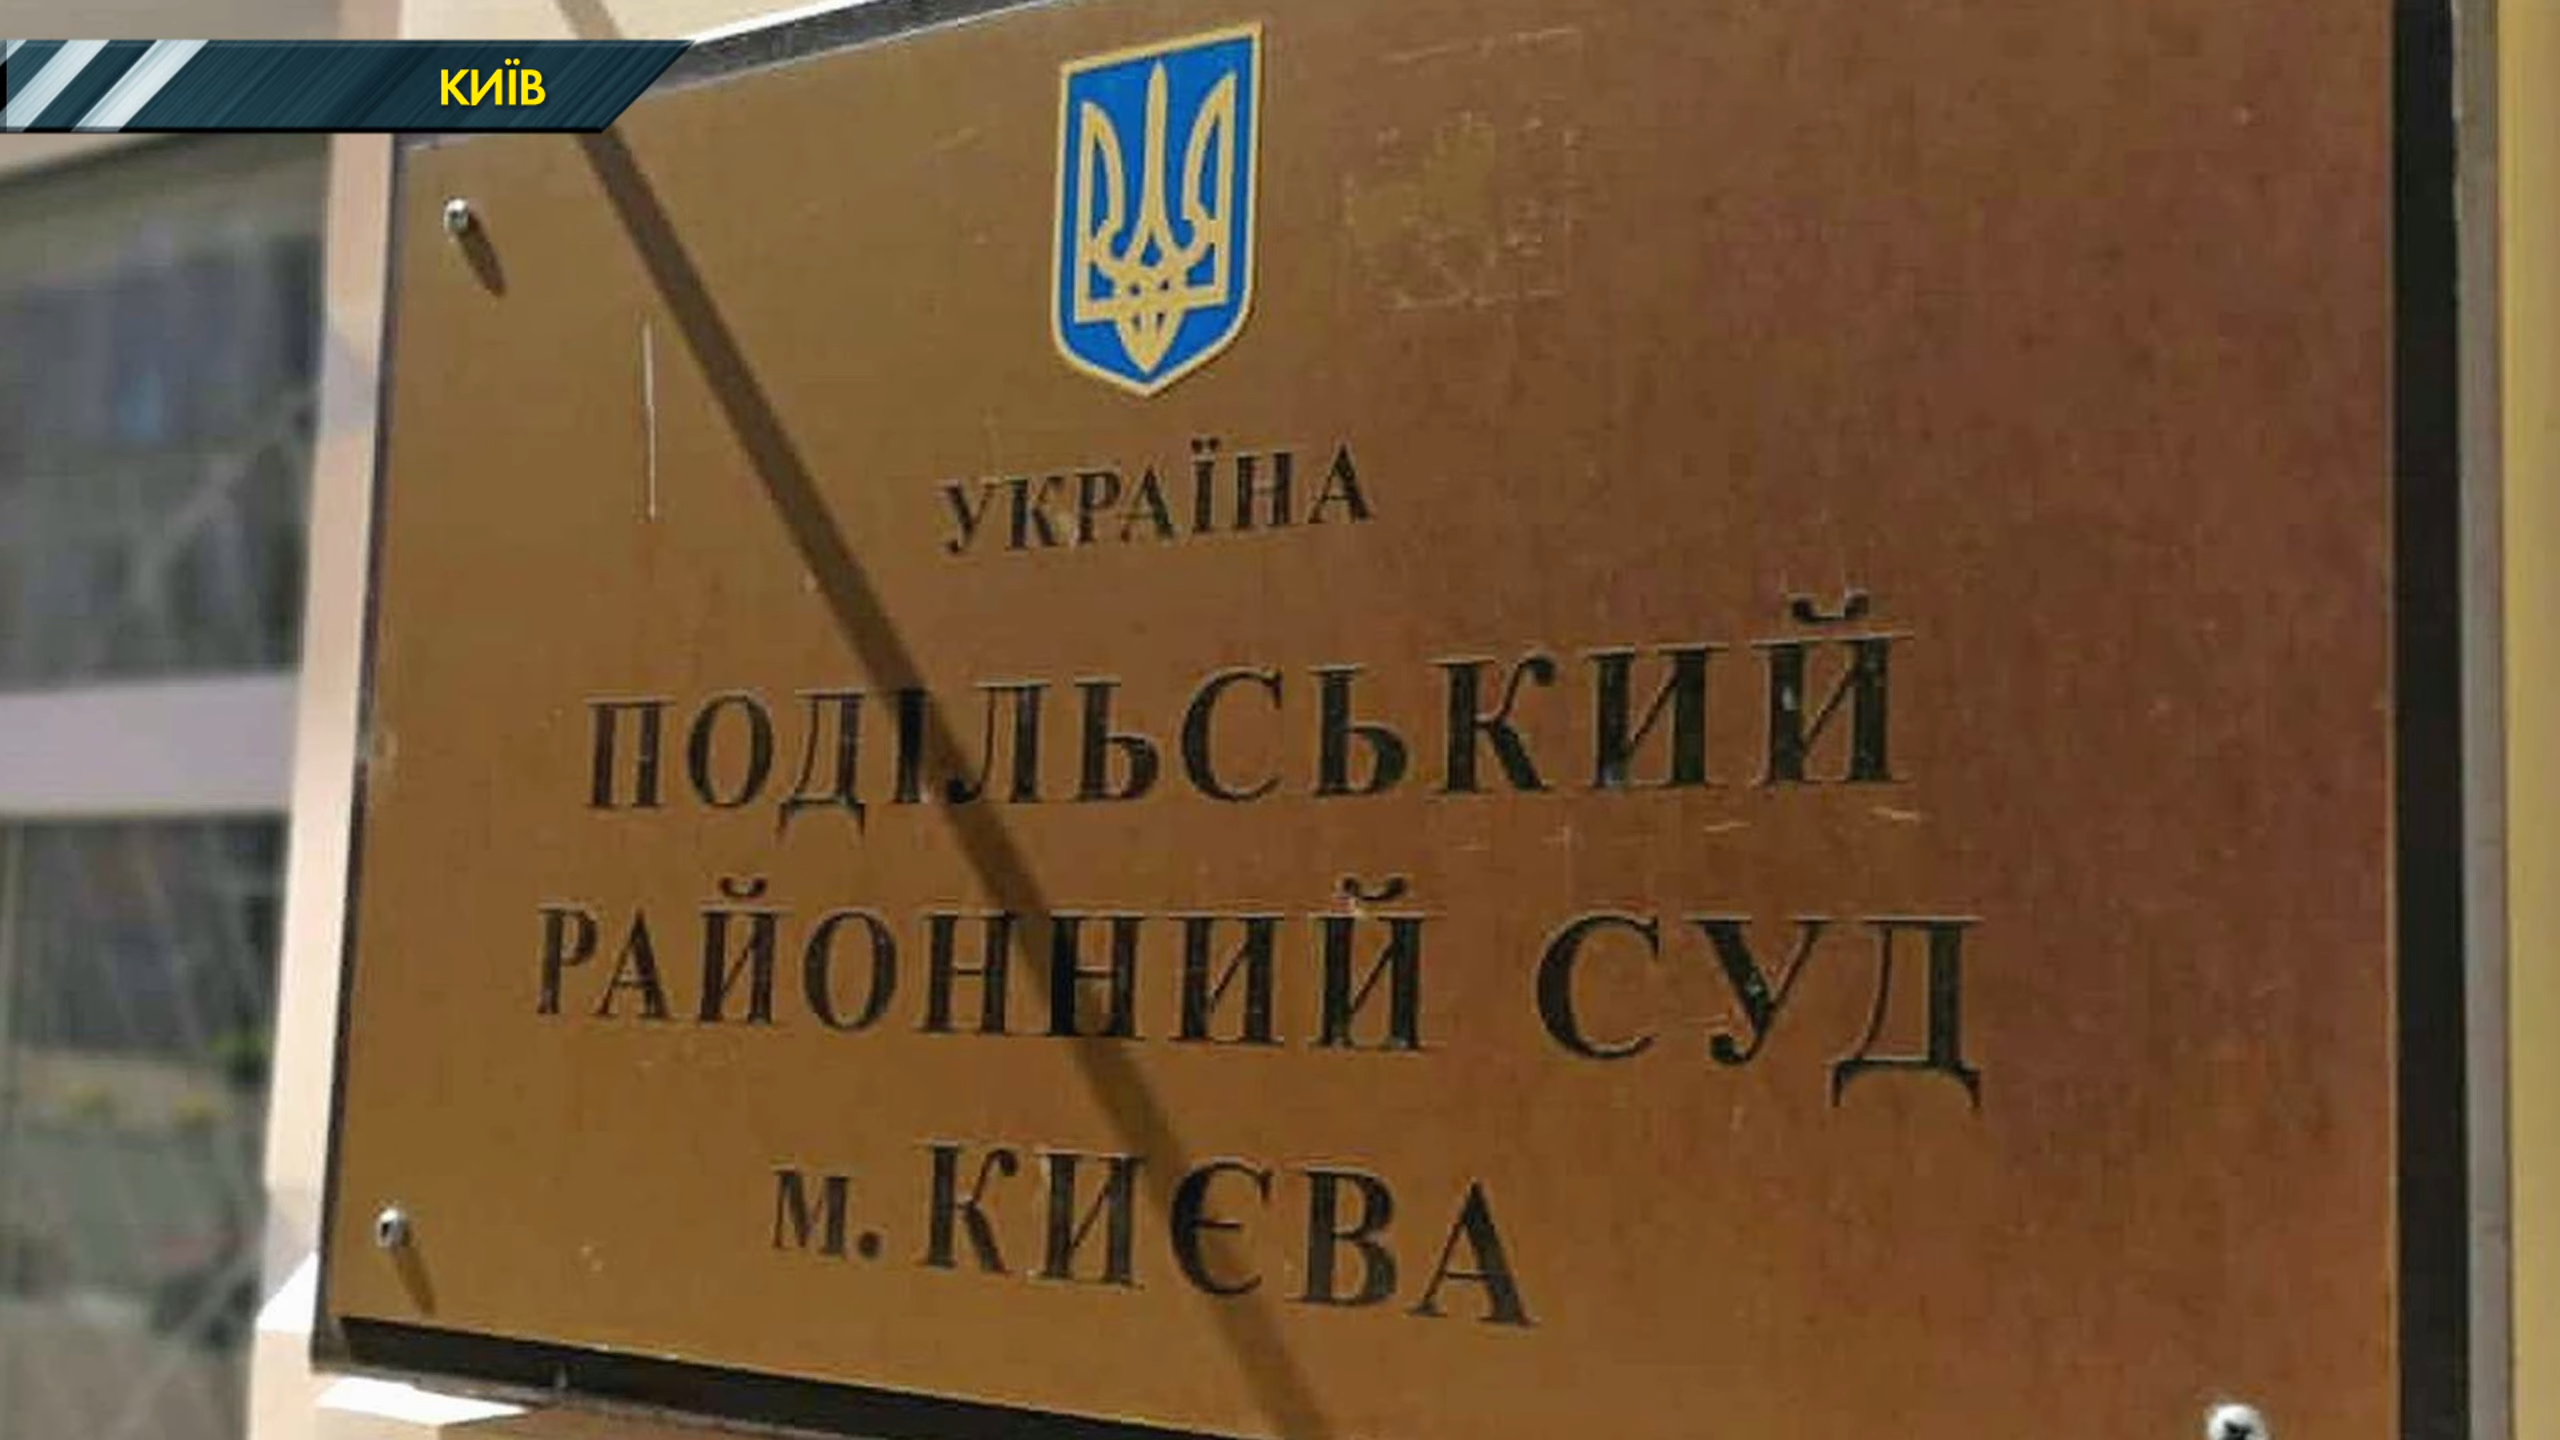 КИЇВ
УКРАЇНА
ПОДІЛЬСЬКИЙ
РАЙОННИЙ СУД
м. КИЄВА